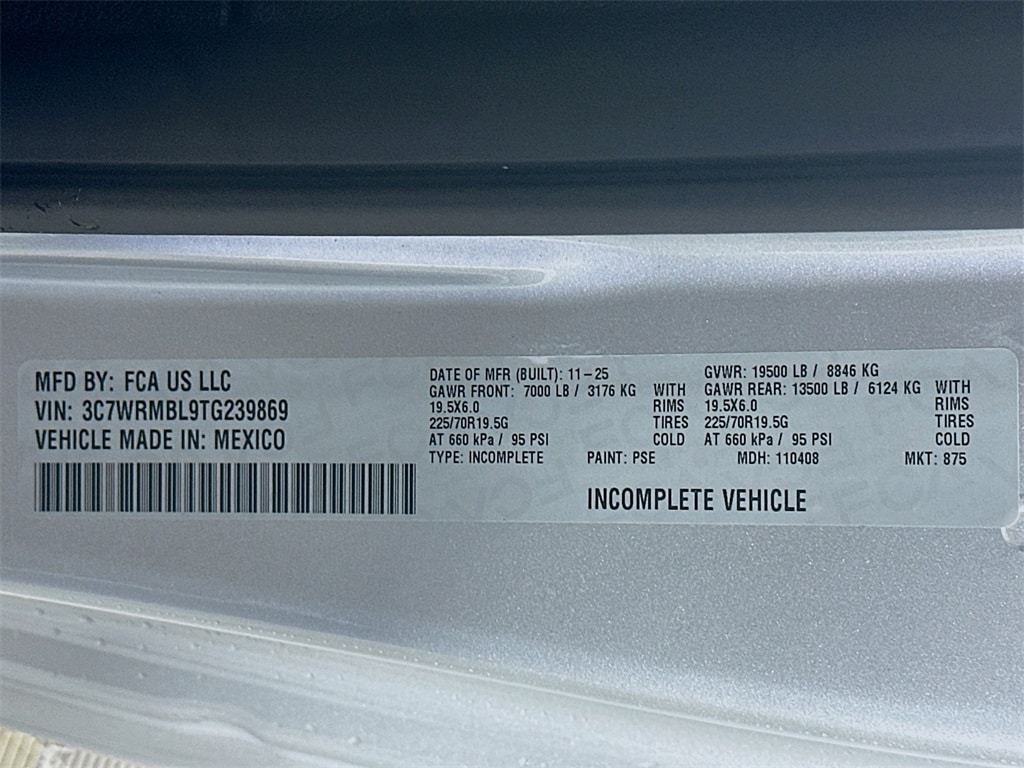 MFD BY: FCA US LLC
VIN: 3C7WRMBL9TG239869
VEHICLE MADE IN: MEXICO
DATE OF MFR (BUILT): 11-25
GAWR FRONT: 7000 LB / 3176 KG WITH
19.5X6.0 RIMS
225/70R19.5G TIRES
AT 660 kPa / 95 PSI COLD
GVWR: 19500 LB / 8846 KG
GAWR REAR: 13500 LB / 6124 KG WITH
19.5X6.0 RIMS
225/70R19.5G TIRES
AT 660 kPa / 95 PSI COLD
TYPE: INCOMPLETE PAINT: PSE MDH: 110408 MKT: 875
INCOMPLETE VEHICLE